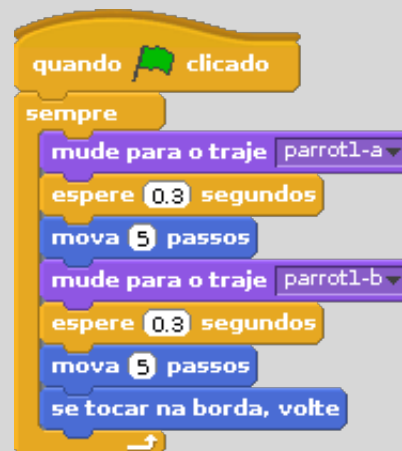 quando clicado
sempre
mude para o traje parrot1-a
espere 0.3 segundos
mova 5 passos
mude para o traje parrot1-b
espere 0.3 segundos
mova 5 passos
se tocar na borda, volte